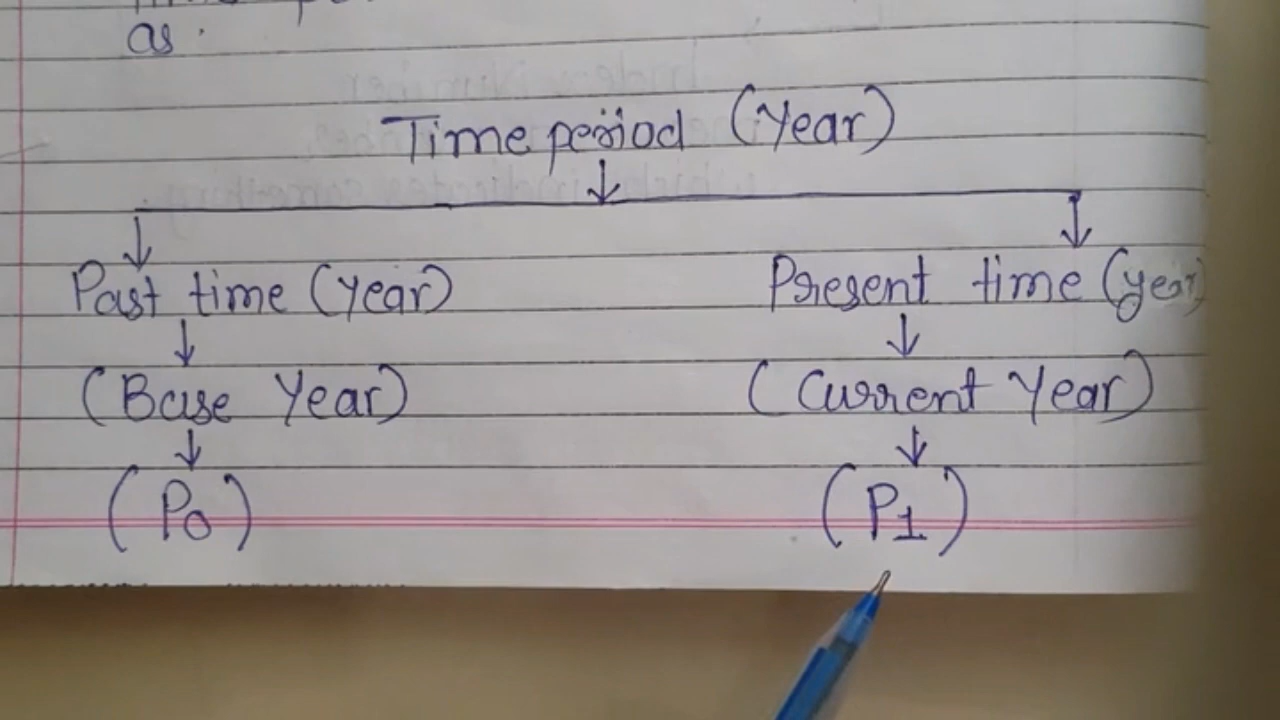 as.
Time period (Year)
Past time (Year) Present time (year)
(Base Year) (Current Year)
(P0) (P1)